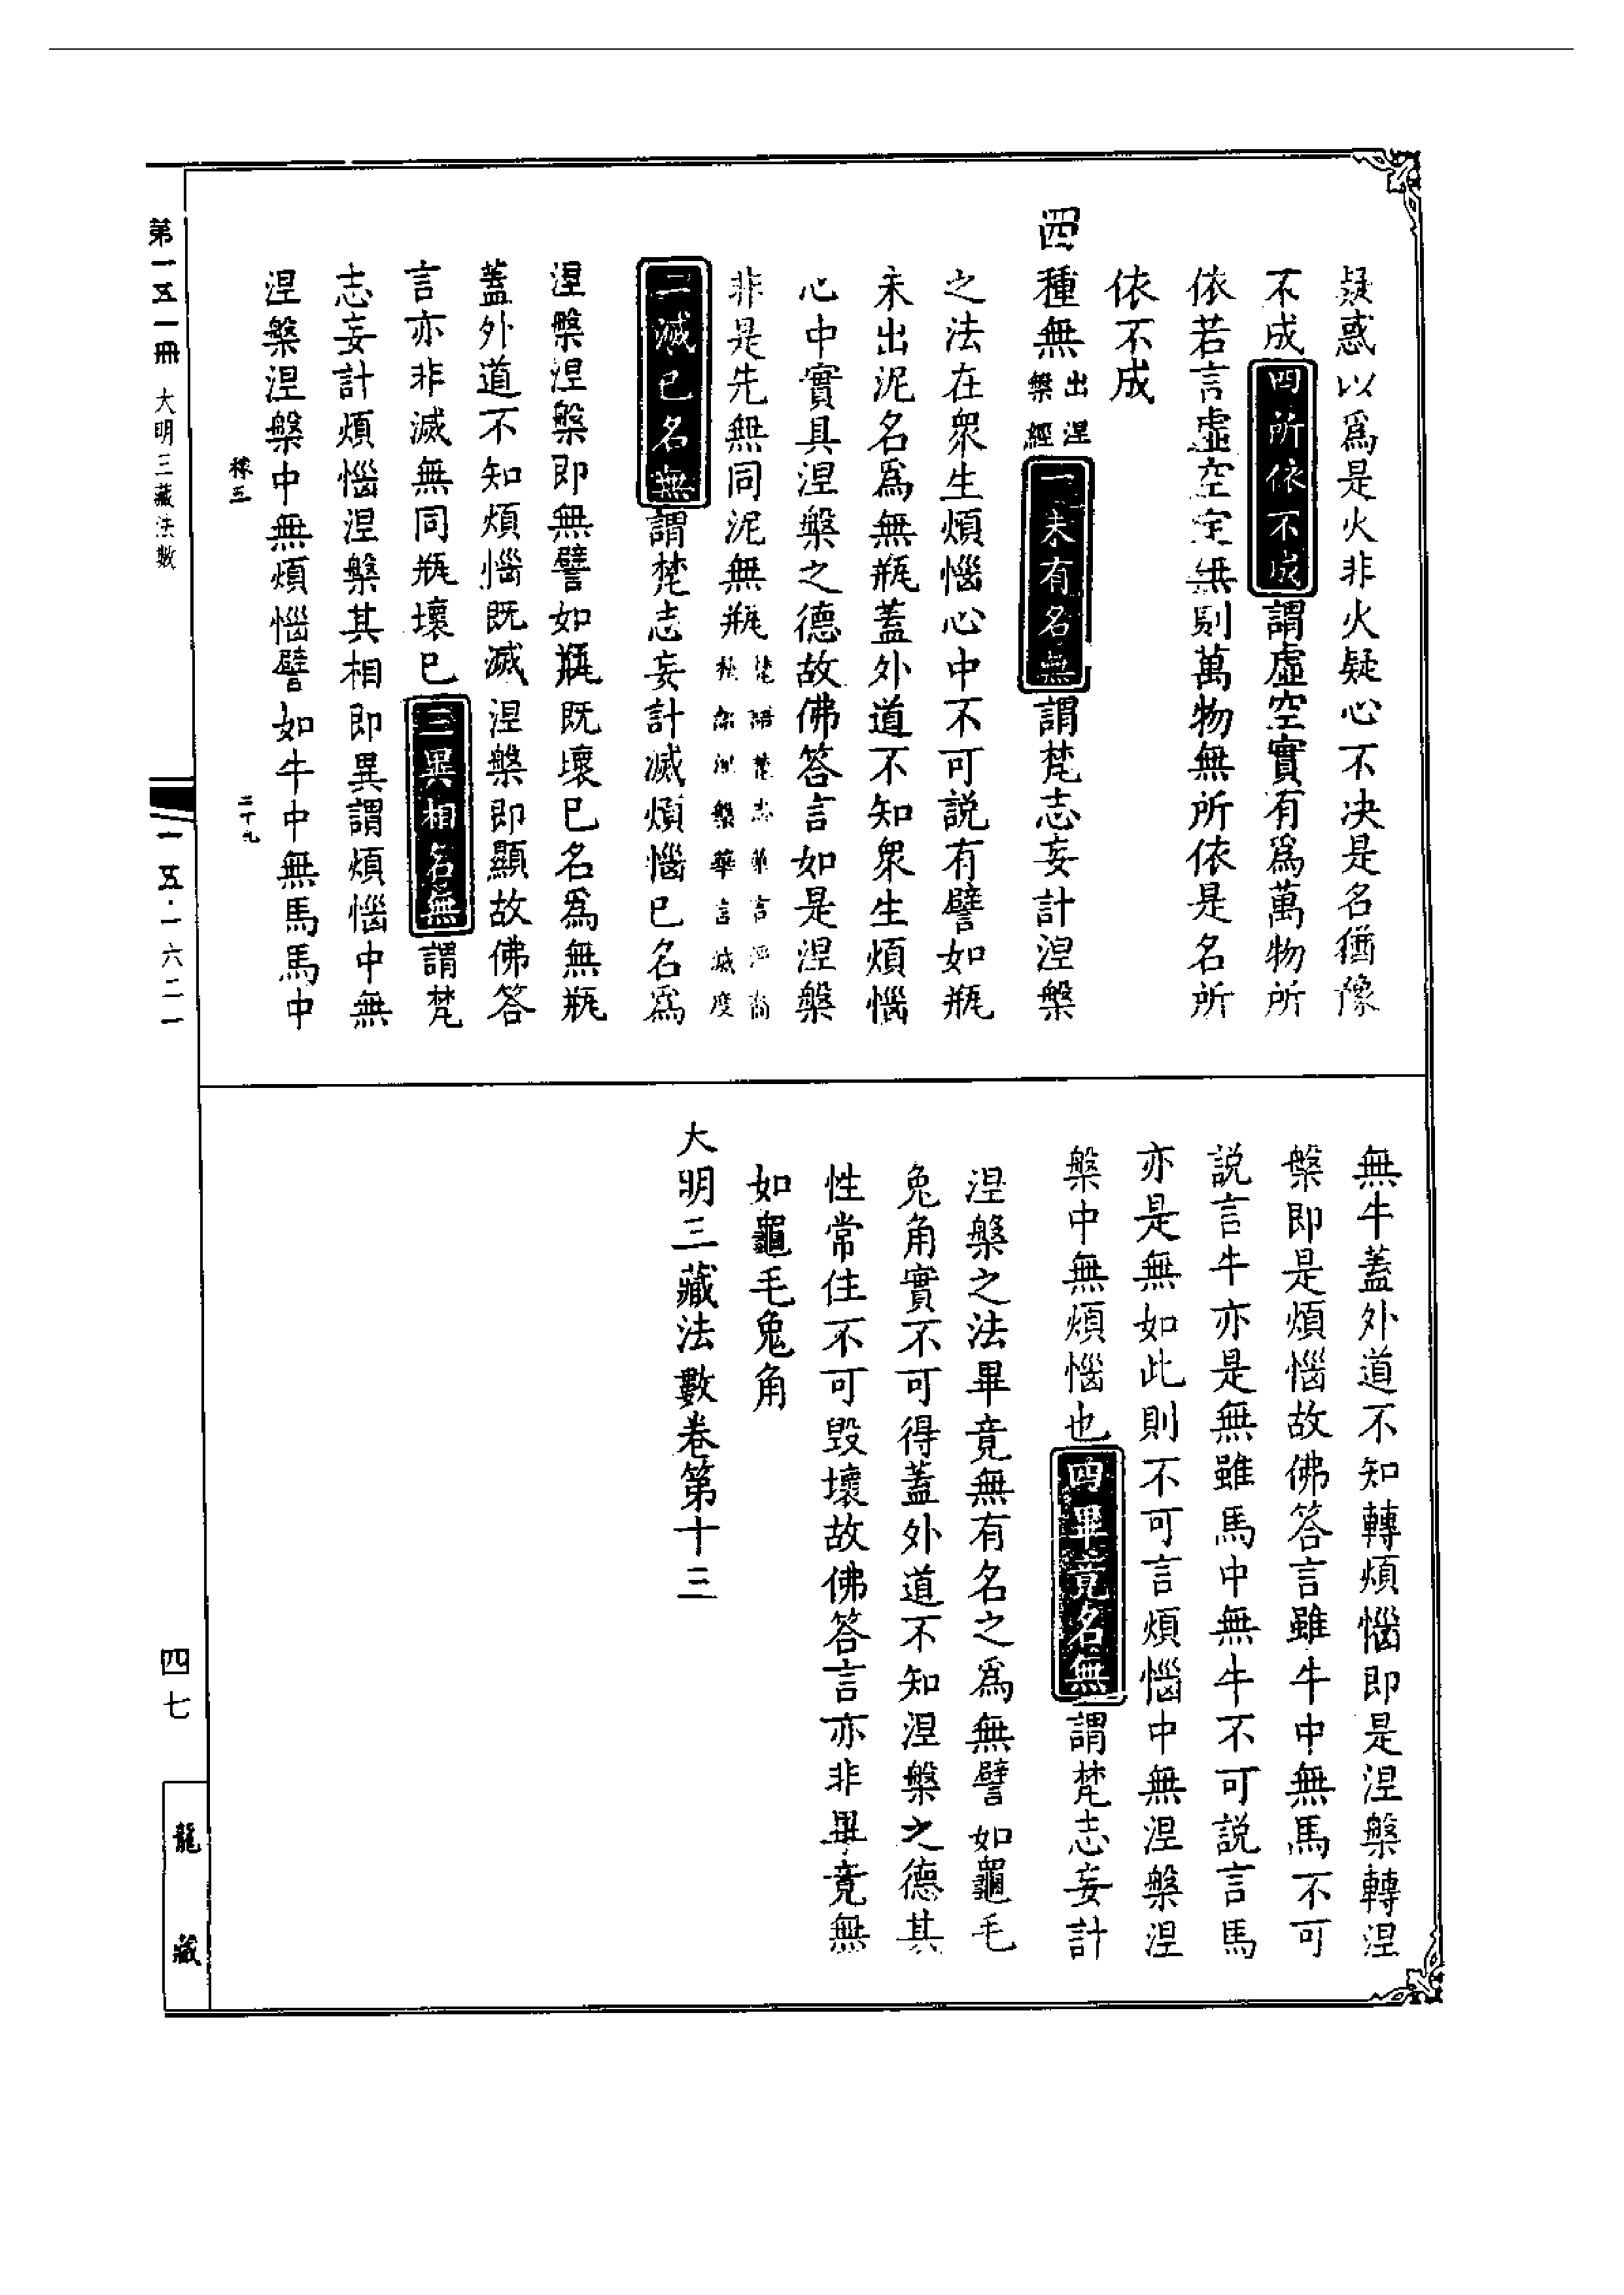 疑惑以爲是火非火疑心不决是名猶豫
不成四所依不成謂虛空實有爲萬物所
依若言虛空定無則萬物無所依是名所
依不成
四種無出涅槃經一未有名無謂梵志妄計涅槃
之法在衆生煩惱心中不可説有譬如瓶
未出泥名爲無瓶蓋外道不知衆生煩惱
心中實具涅槃之德故佛答言如是涅槃
非是先無同泥無瓶梵語梵志華言淨裔梵語涅槃華言滅度
二滅已名無謂梵志妄計滅煩惱已名爲
涅槃涅槃即無譬如瓶既壞已名爲無瓶
蓋外道不知煩惱既滅涅槃即顯故佛答
言亦非滅無同瓶壞已三異相名無謂梵
志妄計煩惱涅槃其相即異謂煩惱中無
涅槃涅槃中無煩惱譬如牛中無馬馬中
稼五
二十九
無牛蓋外道不知轉煩惱即是涅槃轉涅
槃即是煩惱故佛答言雖牛中無馬不可
説言牛亦是無雖馬中無牛不可説言馬
亦是無如此則不可言煩惱中無涅槃涅
槃中無煩惱也四畢竟名無謂梵志妄計
涅槃之法畢竟無有名之爲無譬如龜毛
兔角實不可得蓋外道不知涅槃之德其
性常住不可毀壞故佛答言亦非畢竟無
如龜毛兔角
大明三藏法數卷第十三
第一五一冊 大明三藏法數
一五·一六二一
四七
龍藏